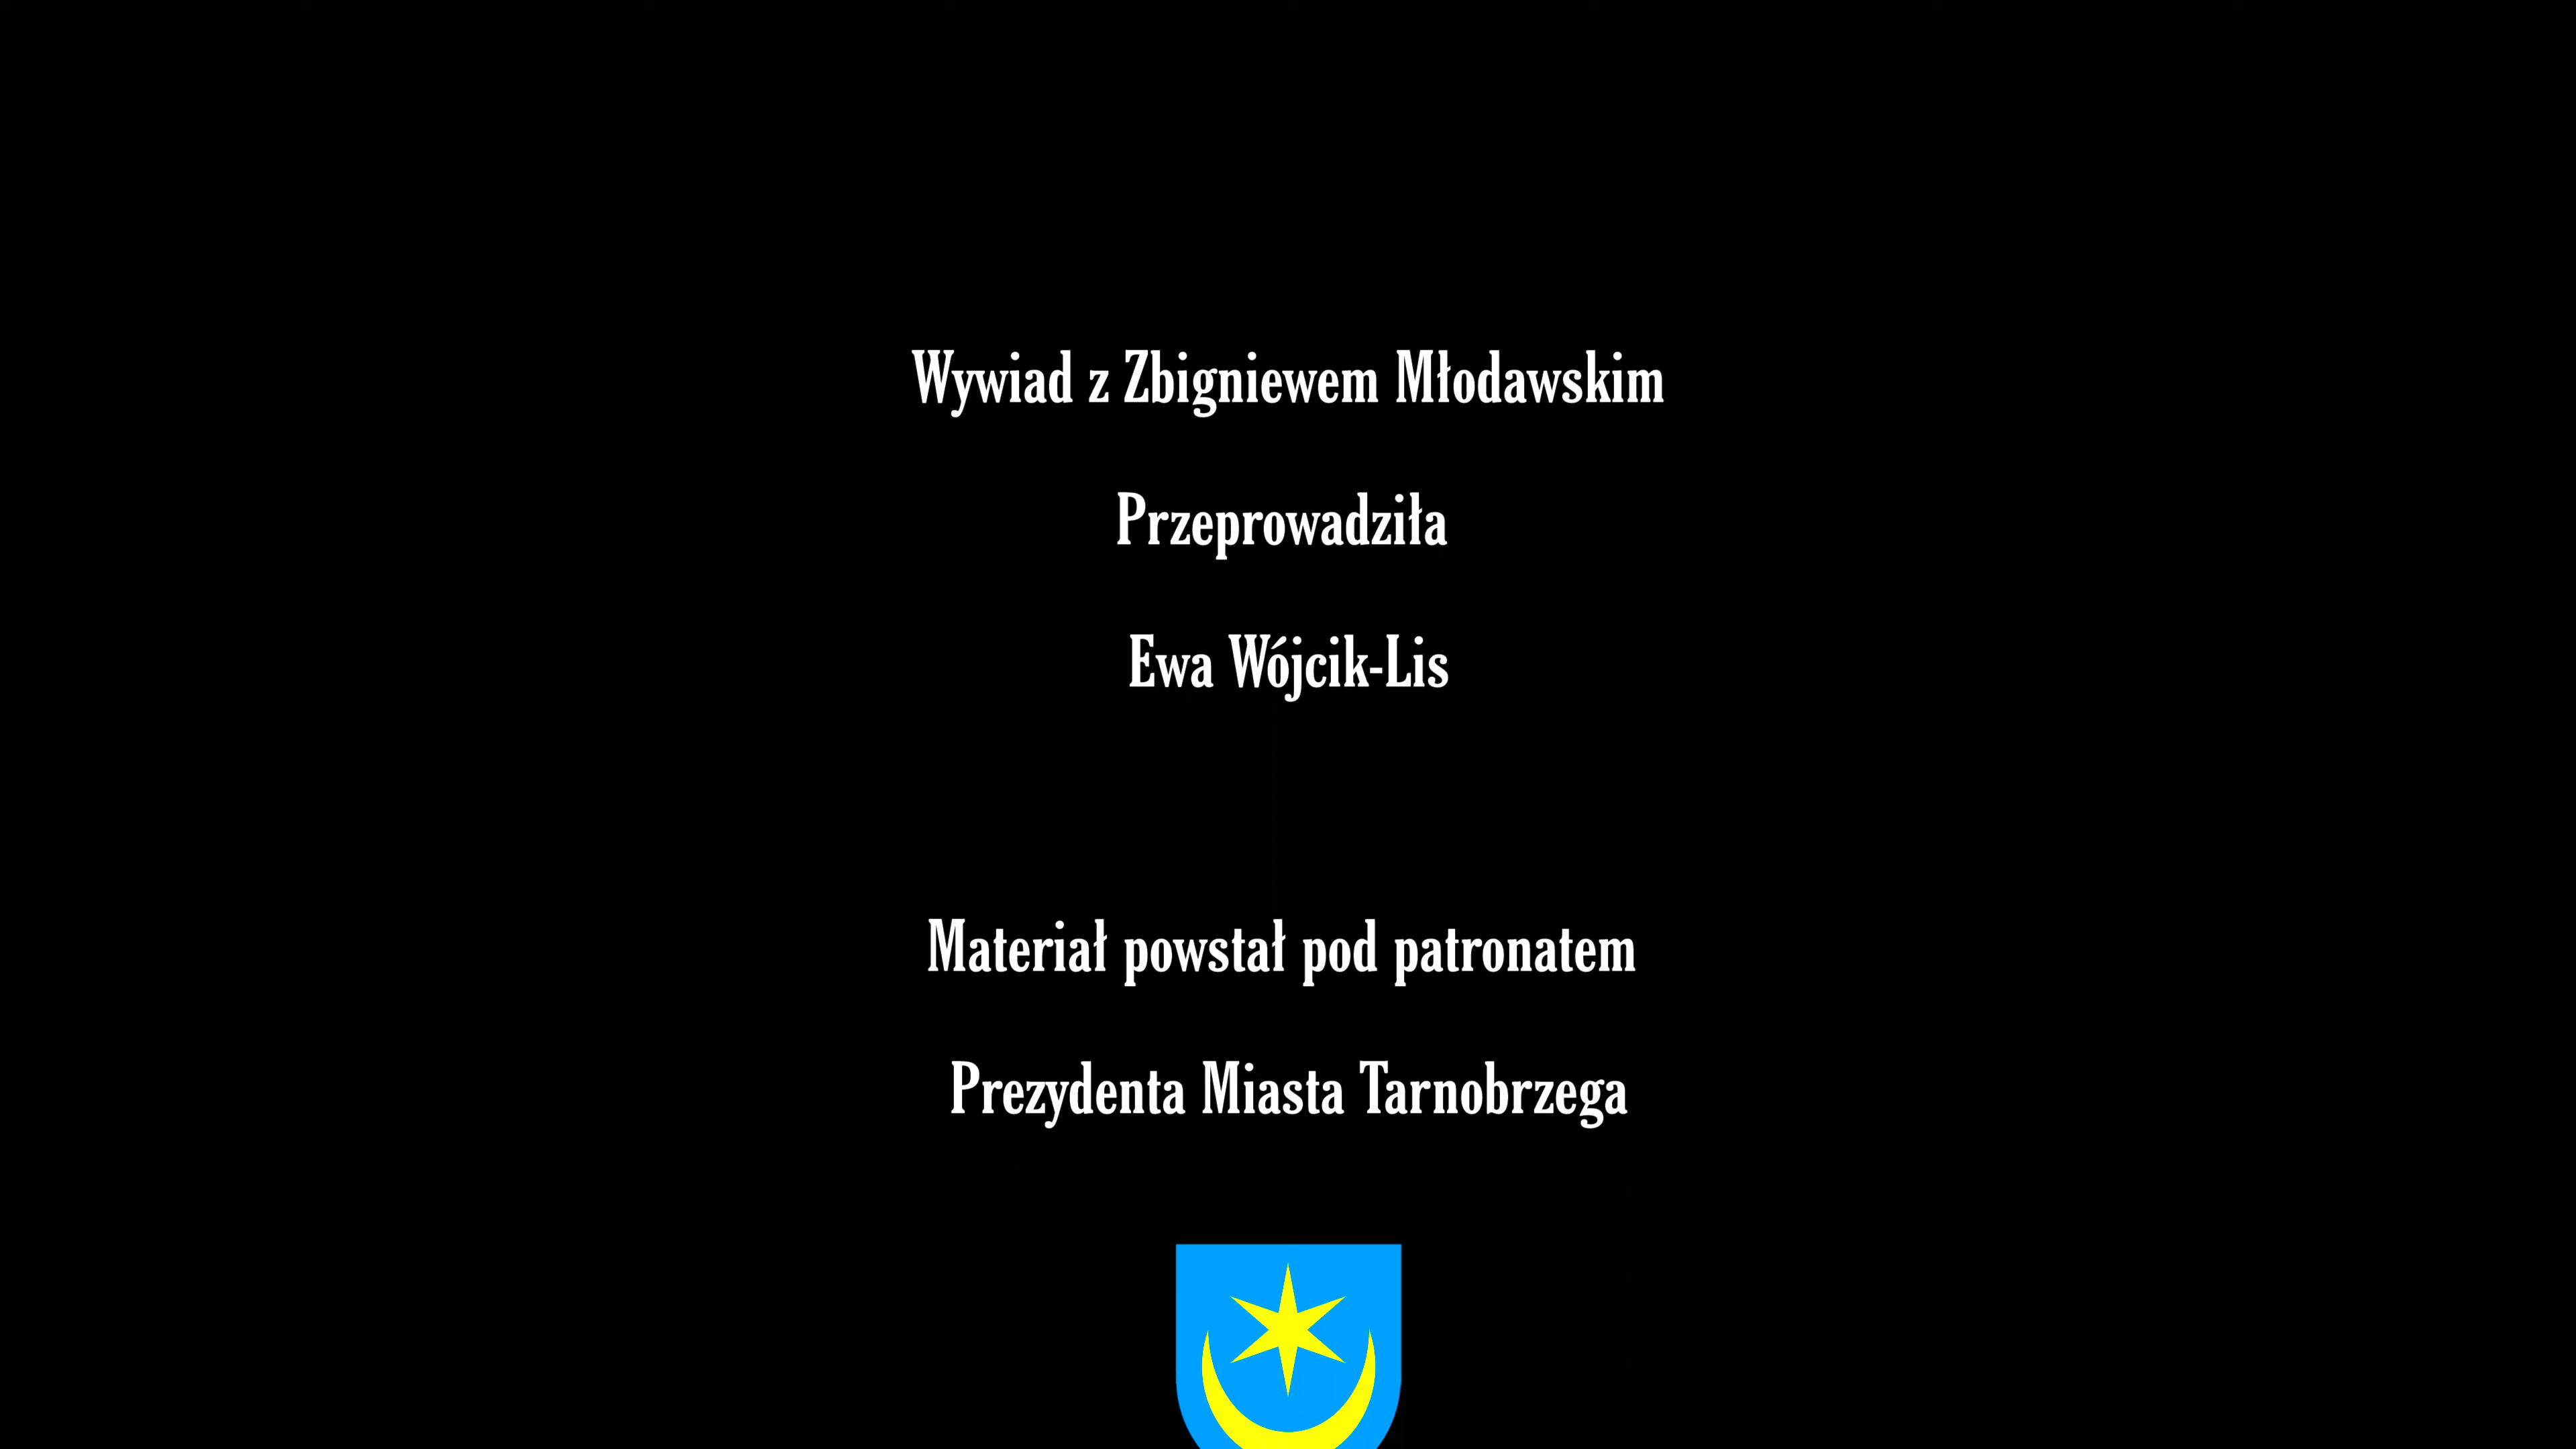 Wywiad z Zbigniewem Młodawskim
Przeprowadziła
Ewa Wójcik-Lis
Materiał powstał pod patronatem
Prezydenta Miasta Tarnobrzega